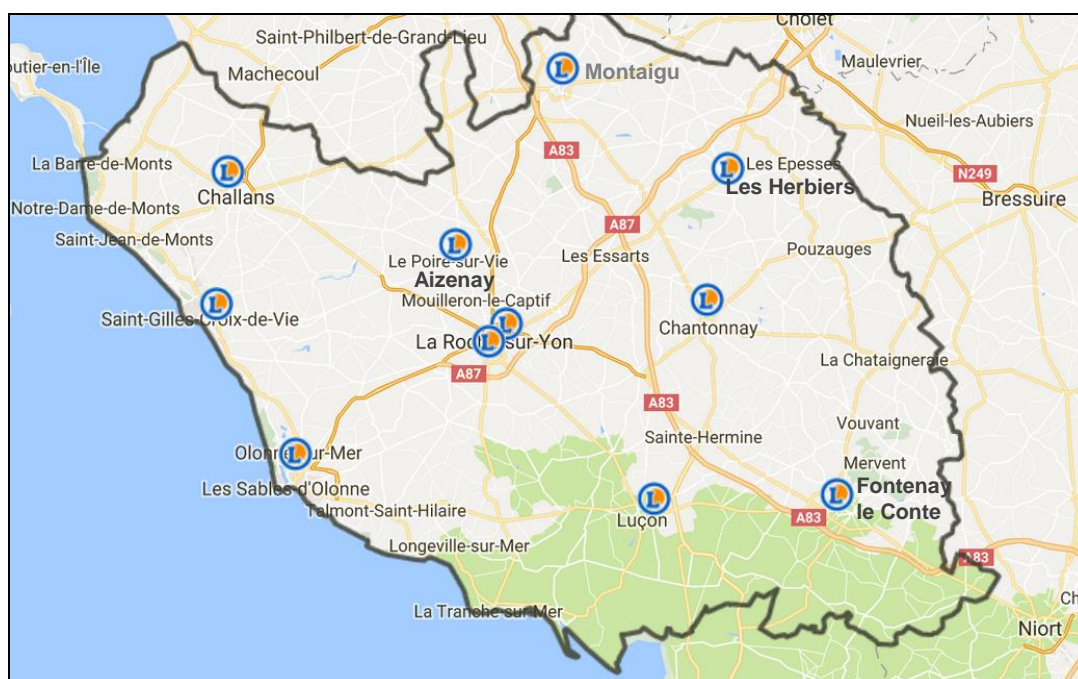 Cholet
Saint-Philbert-de-Grand-Lieu
outier-en-l'Île
Machecoul
Maulevrier
L Montaigu
Nueil-les-Aubiers
A83
La Barre-de-Monts
L
Challans
L
Les Epesses
Les Herbiers
N249
Bressuire
Notre-Dame-de-Monts
Saint-Jean-de-Monts
A87
L
Le Poiré-sur-Vie
Aizenay
Les Essarts
Pouzauges
Mouilleron-le-Captif
L
Saint-Gilles-Croix-de-Vie
L
Chantonnay
L
La Roche-sur-Yon
L
A87
La Chataigneraie
A83
Vouvant
Sainte-Hermine
Olonne-sur-Mer
L
Mervent
Les Sables-d'Olonne
L
Luçon
L
Fontenay
le Conte
A83
Talmont-Saint-Hilaire
Longeville-sur-Mer
A83
La Tranche-sur-Mer
Ch
Niort